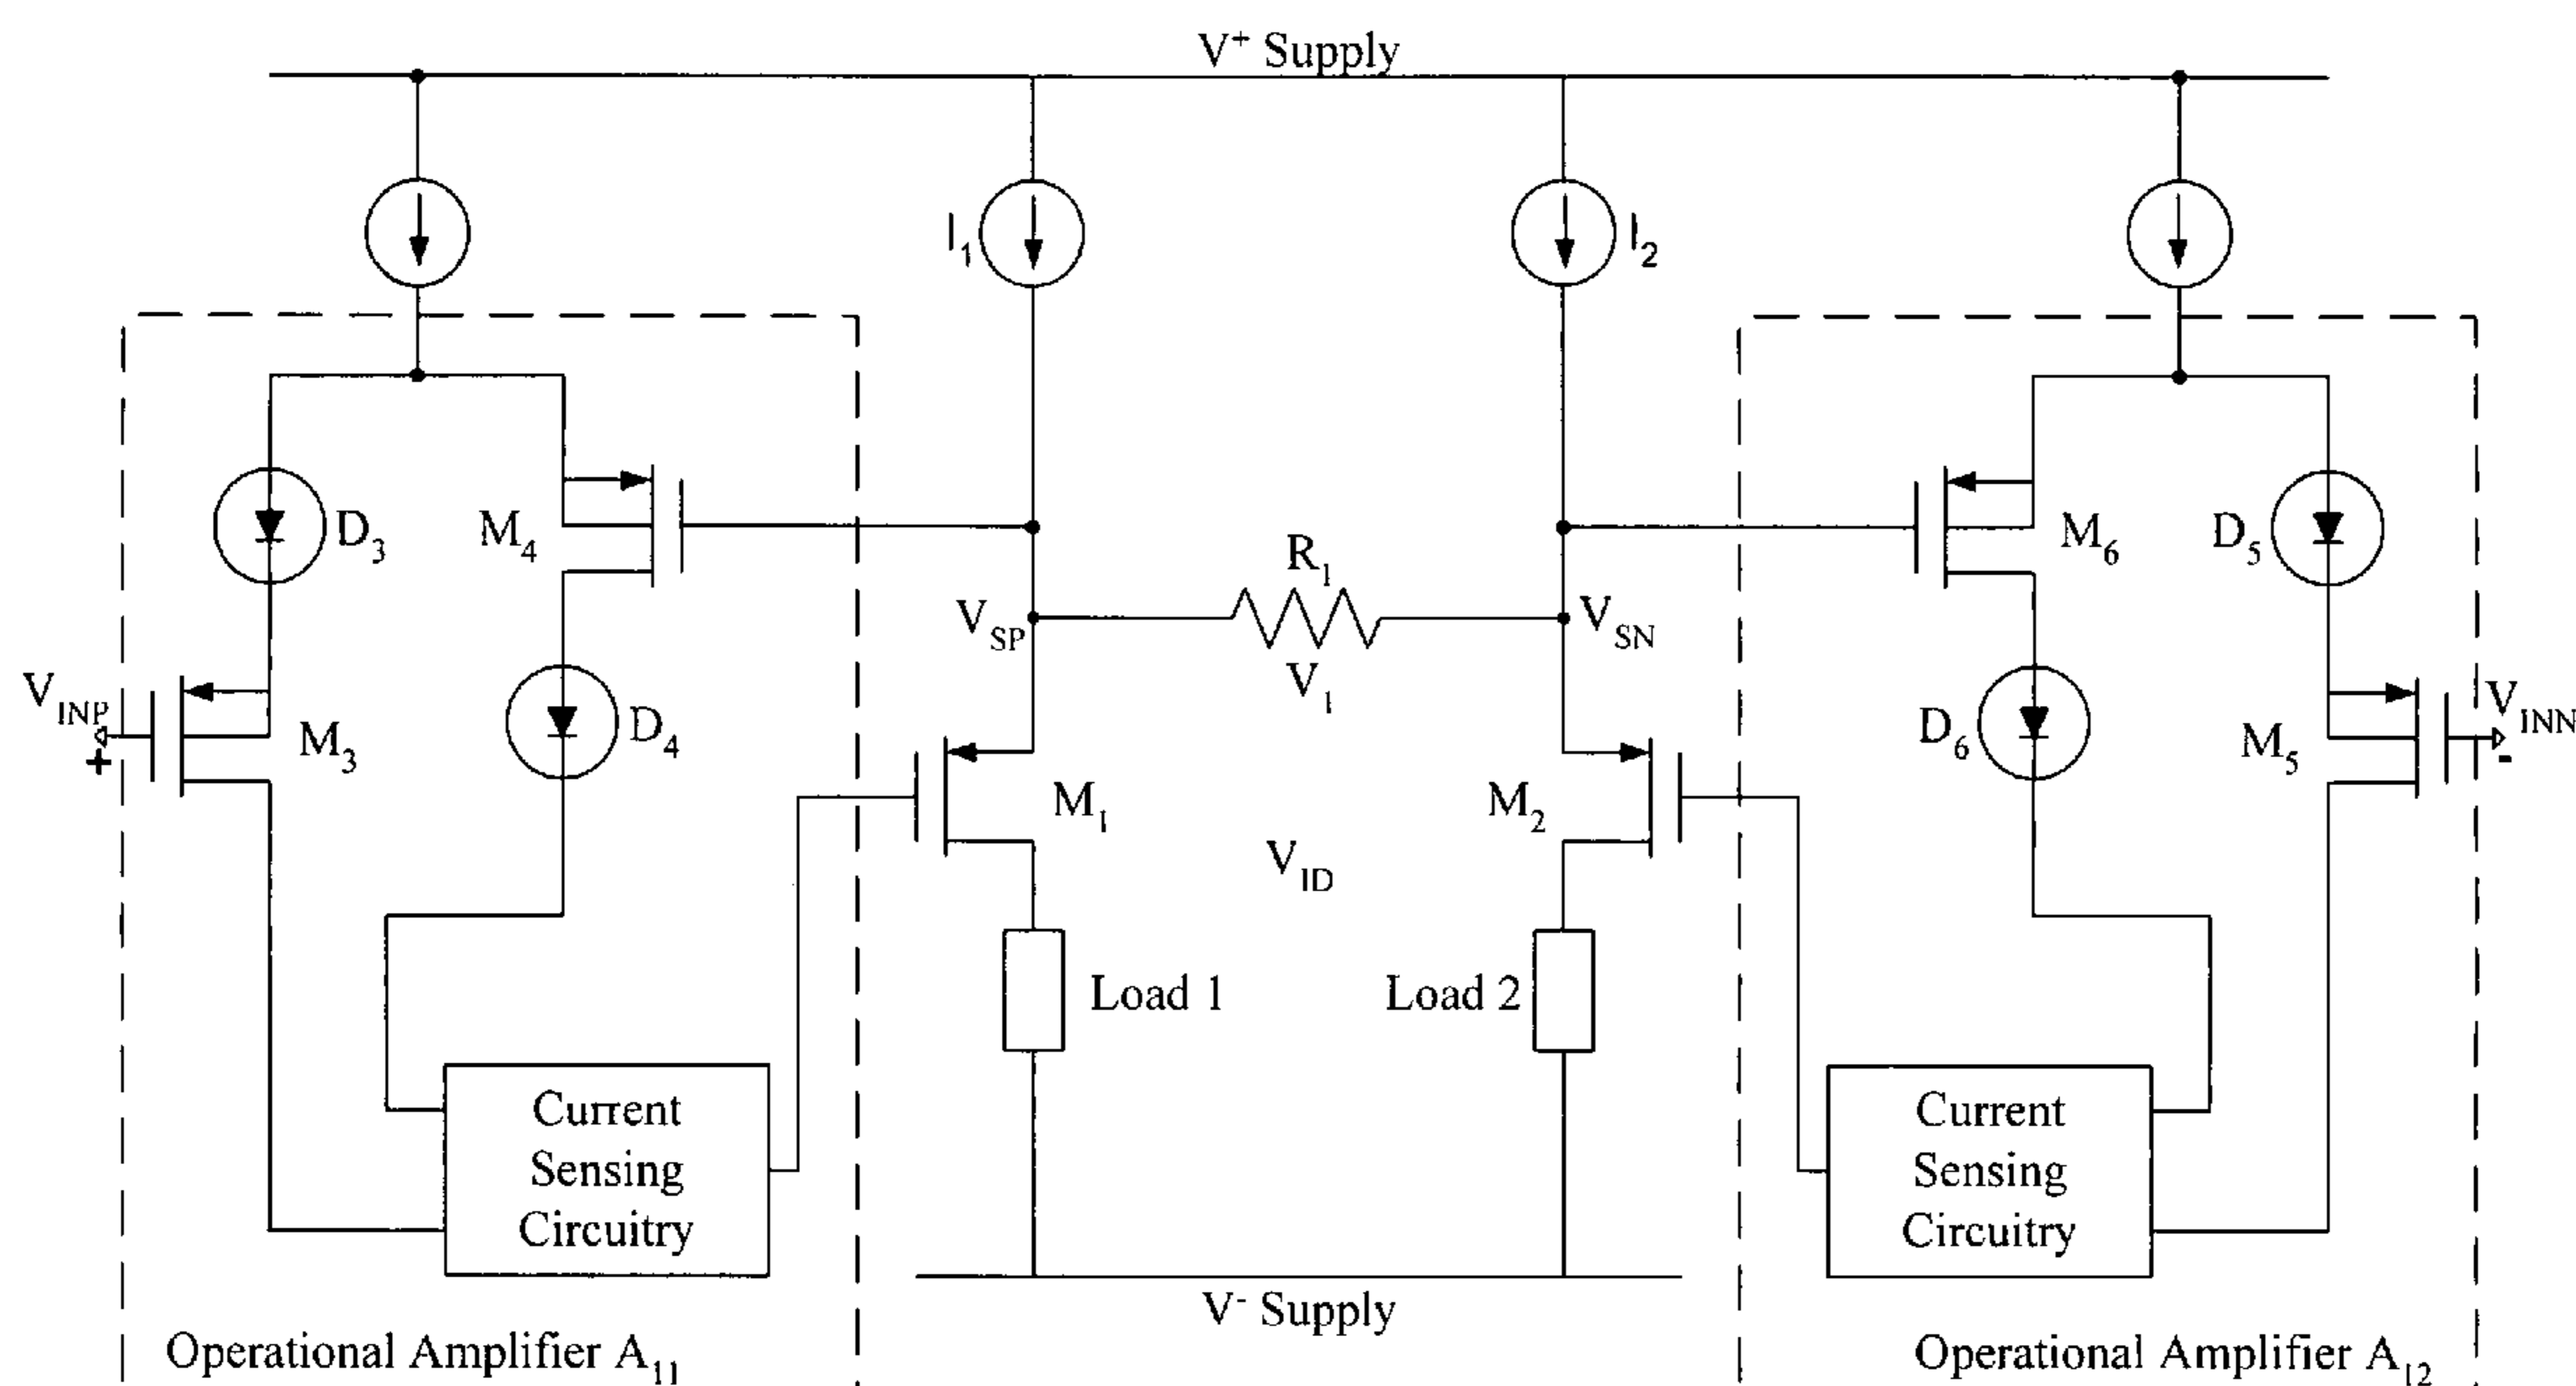 V⁺ Supply
I₁
I₂
D₃
M₄
M₆
D₅
R₁
V_SP
V_SN
V₁
V_INP
+
M₃
D₄
M₁
M₂
D₆
M₅
V_INN
-
V_ID
Load 1
Load 2
Current
Sensing
Circuitry
Current
Sensing
Circuitry
V⁻ Supply
Operational Amplifier A₁₁
Operational Amplifier A₁₂